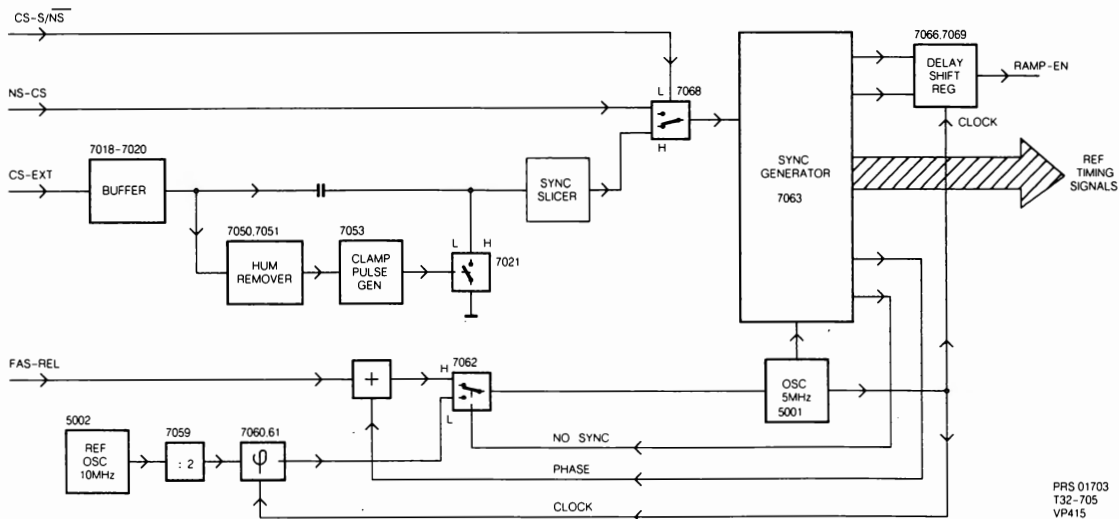 CS-S/N̅S̅
NS-CS
CS-EXT
7018-7020
BUFFER
7050,7051
HUM
REMOVER
7053
CLAMP
PULSE
GEN
L H
7021
SYNC
SLICER
L 7068
H
SYNC
GENERATOR
7063
7066,7069
DELAY
SHIFT
REG
RAMP-EN
CLOCK
REF
TIMING
SIGNALS
FAS-REL
+
H 7062
L
OSC
5MHz
5001
5002
REF
OSC
10MHz
7059
: 2
7060,61
φ
NO SYNC
PHASE
CLOCK
PRS 01703
T32-705
VP415